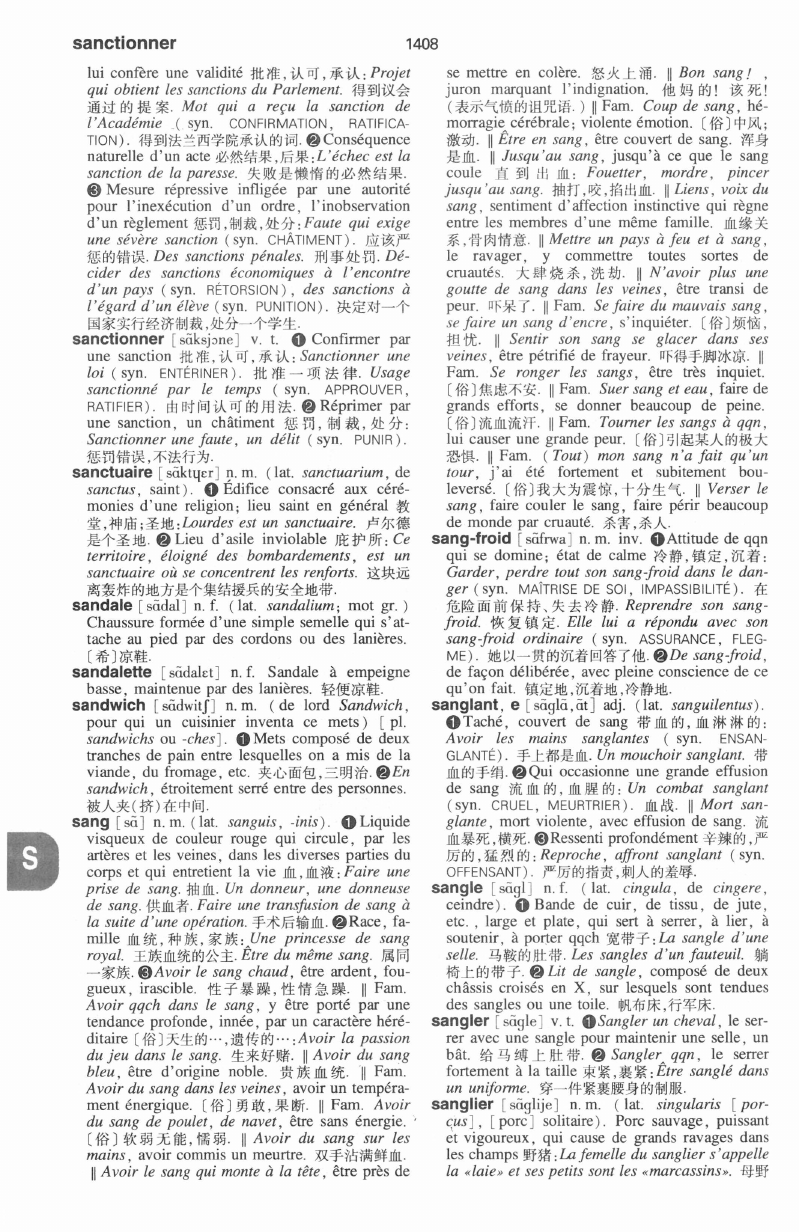 sanctionner
1408
lui confère une validité 批准,认可,承认:Projet
qui obtient les sanctions du Parlement. 得到议会
通过的提案. Mot qui a reçu la sanction de
l'Académie (syn. CONFIRMATION, RATIFICA-
TION). 得到法兰西学院承认的词. ❷Conséquence
naturelle d'un acte 必然结果,后果:L'échec est la
sanction de la paresse. 失败是懒惰的必然结果.
❸ Mesure répressive infligée par une autorité
pour l'inexécution d'un ordre, l'inobservation
d'un règlement 惩罚,制裁,处分:Faute qui exige
une sévère sanction (syn. CHÂTIMENT). 应该严
惩的错误. Des sanctions pénales. 刑事处罚. Dé-
cider des sanctions économiques à l'encontre
d'un pays (syn. RÉTORSION), des sanctions à
l'égard d'un élève (syn. PUNITION). 决定对一个
国家实行经济制裁,处分一个学生.
sanctionner [sɑ̃ksjɔne] v. t. ❶ Confirmer par
une sanction 批准,认可,承认:Sanctionner une
loi (syn. ENTÉRINER). 批准一项法律. Usage
sanctionné par le temps (syn. APPROUVER,
RATIFIER). 由时间认可的用法. ❷ Réprimer par
une sanction, un châtiment 惩罚,制裁,处分:
Sanctionner une faute, un délit (syn. PUNIR).
惩罚错误,不法行为.
sanctuaire [sɑ̃ktɥɛr] n. m. (lat. sanctuarium, de
sanctus, saint). ❶ Édifice consacré aux céré-
monies d'une religion; lieu saint en général 教
堂,神庙;圣地:Lourdes est un sanctuaire. 卢尔德
是个圣地. ❷ Lieu d'asile inviolable 庇护所:Ce
territoire, éloigné des bombardements, est un
sanctuaire où se concentrent les renforts. 这块远
离轰炸的地方是个集结援兵的安全地带.
sandale [sɑ̃dal] n. f. (lat. sandalium; mot gr.)
Chaussure formée d'une simple semelle qui s'at-
tache au pied par des cordons ou des lanières.
〔希〕凉鞋.
sandalette [sɑ̃dalɛt] n. f. Sandale à empeigne
basse, maintenue par des lanières. 轻便凉鞋.
sandwich [sɑ̃dwitʃ] n. m. (de lord Sandwich,
pour qui un cuisinier inventa ce mets) [pl.
sandwichs ou -ches]. ❶Mets composé de deux
tranches de pain entre lesquelles on a mis de la
viande, du fromage, etc. 夹心面包,三明治. ❷En
sandwich, étroitement serré entre des personnes.
被人夹(挤)在中间.
sang [sɑ̃] n. m. (lat. sanguis, -inis). ❶ Liquide
visqueux de couleur rouge qui circule, par les
artères et les veines, dans les diverses parties du
corps et qui entretient la vie 血,血液:Faire une
prise de sang. 抽血. Un donneur, une donneuse
de sang. 供血者. Faire une transfusion de sang à
la suite d'une opération. 手术后输血. ❷Race, fa-
mille 血统,种族,家族:Une princesse de sang
royal. 王族血统的公主. Être du même sang. 属同
一家族. ❸Avoir le sang chaud, être ardent, fou-
gueux, irascible. 性子暴躁,性情急躁. ‖ Fam.
Avoir qqch dans le sang, y être porté par une
tendance profonde, innée, par un caractère héré-
ditaire〔俗〕天生的…,遗传的…:Avoir la passion
du jeu dans le sang. 生来好赌. ‖ Avoir du sang
bleu, être d'origine noble. 贵族血统. ‖ Fam.
Avoir du sang dans les veines, avoir un tempéra-
ment énergique.〔俗〕勇敢,果断. ‖ Fam. Avoir
du sang de poulet, de navet, être sans énergie.
〔俗〕软弱无能,懦弱. ‖ Avoir du sang sur les
mains, avoir commis un meurtre. 双手沾满鲜血.
‖ Avoir le sang qui monte à la tête, être près de
se mettre en colère. 怒火上涌. ‖ Bon sang! ,
juron marquant l'indignation. 他妈的! 该死!
(表示气愤的诅咒语.) ‖ Fam. Coup de sang, hé-
morragie cérébrale; violente émotion.〔俗〕中风;
激动. ‖ Être en sang, être couvert de sang. 浑身
是血. ‖ Jusqu'au sang, jusqu'à ce que le sang
coule 直到出血: Fouetter, mordre, pincer
jusqu'au sang. 抽打,咬,掐出血. ‖ Liens, voix du
sang, sentiment d'affection instinctive qui règne
entre les membres d'une même famille. 血缘关
系,骨肉情意. ‖ Mettre un pays à feu et à sang,
le ravager, y commettre toutes sortes de
cruautés. 大肆烧杀,洗劫. ‖ N'avoir plus une
goutte de sang dans les veines, être transi de
peur. 吓呆了. ‖ Fam. Se faire du mauvais sang,
se faire un sang d'encre, s'inquiéter.〔俗〕烦恼,
担忧. ‖ Sentir son sang se glacer dans ses
veines, être pétrifié de frayeur. 吓得手脚冰凉. ‖
Fam. Se ronger les sangs, être très inquiet.
〔俗〕焦虑不安. ‖ Fam. Suer sang et eau, faire de
grands efforts, se donner beaucoup de peine.
〔俗〕流血流汗. ‖ Fam. Tourner les sangs à qqn,
lui causer une grande peur.〔俗〕引起某人的极大
恐惧. ‖ Fam. (Tout) mon sang n'a fait qu'un
tour, j'ai été fortement et subitement bou-
leversé.〔俗〕我大为震惊,十分生气. ‖ Verser le
sang, faire couler le sang, faire périr beaucoup
de monde par cruauté. 杀害,杀人.
sang-froid [sɑ̃frwa] n. m. inv. ❶Attitude de qqn
qui se domine; état de calme 冷静,镇定,沉着:
Garder, perdre tout son sang-froid dans le dan-
ger (syn. MAÎTRISE DE SOI, IMPASSIBILITÉ). 在
危险面前保持、失去冷静. Reprendre son sang-
froid. 恢复镇定. Elle lui a répondu avec son
sang-froid ordinaire (syn. ASSURANCE, FLEG-
ME). 她以一贯的沉着回答了他. ❷De sang-froid,
de façon délibérée, avec pleine conscience de ce
qu'on fait. 镇定地,沉着地,冷静地.
sanglant, e [sɑ̃glɑ̃,ɑ̃t] adj. (lat. sanguilentus).
❶Taché, couvert de sang 带血的,血淋淋的:
Avoir les mains sanglantes (syn. ENSAN-
GLANTÉ). 手上都是血. Un mouchoir sanglant. 带
血的手绢. ❷Qui occasionne une grande effusion
de sang 流血的,血腥的: Un combat sanglant
(syn. CRUEL, MEURTRIER). 血战. ‖ Mort san-
glante, mort violente, avec effusion de sang. 流
血暴死,横死. ❸Ressenti profondément 辛辣的,严
厉的,猛烈的:Reproche, affront sanglant (syn.
OFFENSANT). 严厉的指责,刺人的羞辱.
sangle [sɑ̃gl] n. f. (lat. cingula, de cingere,
ceindre). ❶ Bande de cuir, de tissu, de jute,
etc., large et plate, qui sert à serrer, à lier, à
soutenir, à porter qqch 宽带子:La sangle d'une
selle. 马鞍的肚带. Les sangles d'un fauteuil. 躺
椅上的带子. ❷ Lit de sangle, composé de deux
châssis croisés en X, sur lesquels sont tendues
des sangles ou une toile. 帆布床,行军床.
sangler [sɑ̃gle] v. t. ❶Sangler un cheval, le ser-
rer avec une sangle pour maintenir une selle, un
bât. 给马缚上肚带. ❷ Sangler qqn, le serrer
fortement à la taille 束紧,裹紧:Être sanglé dans
un uniforme. 穿一件紧裹腰身的制服.
sanglier [sɑ̃glije] n. m. (lat. singularis [por-
cus], [porc] solitaire). Porc sauvage, puissant
et vigoureux, qui cause de grands ravages dans
les champs 野猪:La femelle du sanglier s'appelle
la «laie» et ses petits sont les «marcassins». 母野
S